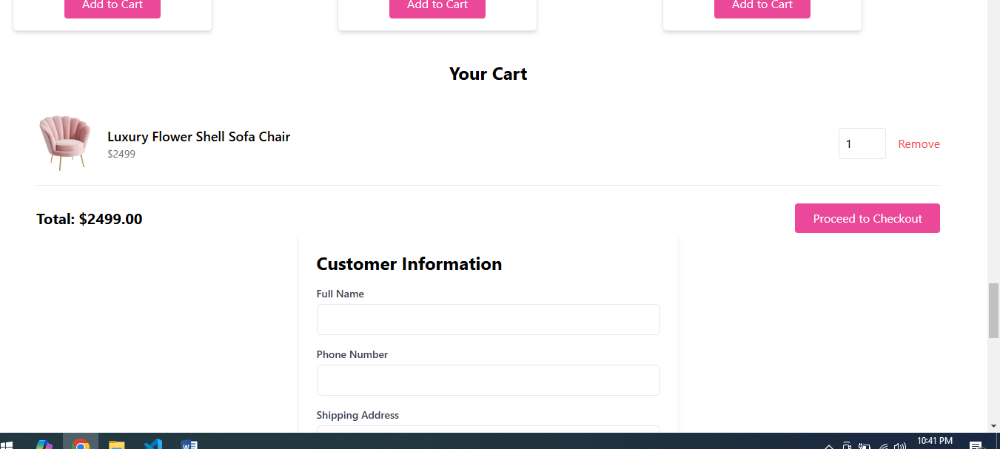 Add to Cart
Add to Cart
Add to Cart
Your Cart
Luxury Flower Shell Sofa Chair
$2499
1
Remove
Total: $2499.00
Proceed to Checkout
Customer Information
Full Name
Phone Number
Shipping Address
10:41 PM